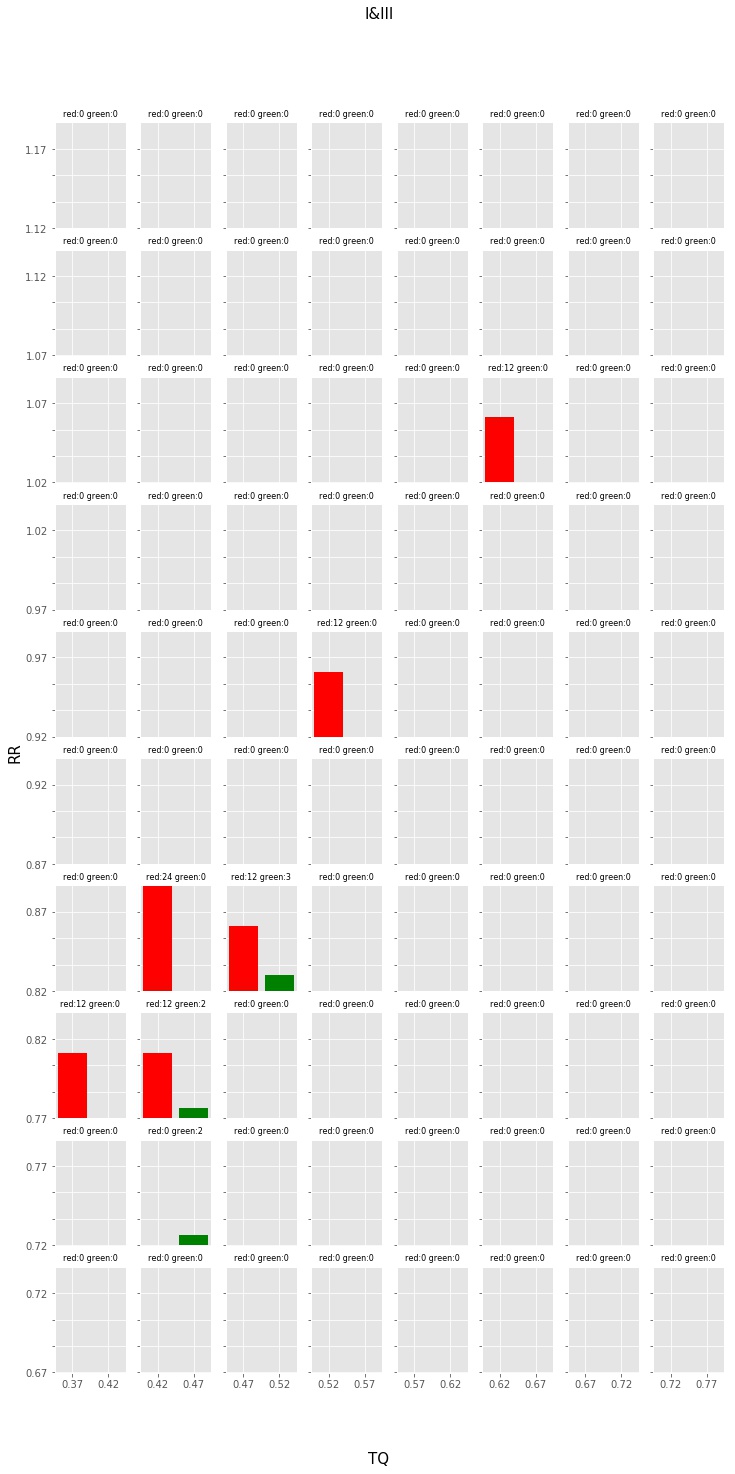 I&III
red:0 green:0 red:0 green:0 red:0 green:0 red:0 green:0 red:0 green:0 red:0 green:0 red:0 green:0 red:0 green:0
1.17
1.12
red:0 green:0 red:0 green:0 red:0 green:0 red:0 green:0 red:0 green:0 red:0 green:0 red:0 green:0 red:0 green:0
1.12
1.07
red:0 green:0 red:0 green:0 red:0 green:0 red:0 green:0 red:0 green:0 red:12 green:0 red:0 green:0 red:0 green:0
1.07
1.02
red:0 green:0 red:0 green:0 red:0 green:0 red:0 green:0 red:0 green:0 red:0 green:0 red:0 green:0 red:0 green:0
1.02
0.97
red:0 green:0 red:0 green:0 red:0 green:0 red:12 green:0 red:0 green:0 red:0 green:0 red:0 green:0 red:0 green:0
0.97
0.92
RR
red:0 green:0 red:0 green:0 red:0 green:0 red:0 green:0 red:0 green:0 red:0 green:0 red:0 green:0 red:0 green:0
0.92
0.87
red:0 green:0 red:24 green:0 red:12 green:3 red:0 green:0 red:0 green:0 red:0 green:0 red:0 green:0 red:0 green:0
0.87
0.82
red:12 green:0 red:12 green:2 red:0 green:0 red:0 green:0 red:0 green:0 red:0 green:0 red:0 green:0 red:0 green:0
0.82
0.77
red:0 green:0 red:0 green:2 red:0 green:0 red:0 green:0 red:0 green:0 red:0 green:0 red:0 green:0 red:0 green:0
0.77
0.72
red:0 green:0 red:0 green:0 red:0 green:0 red:0 green:0 red:0 green:0 red:0 green:0 red:0 green:0 red:0 green:0
0.72
0.67
0.37 0.42 0.42 0.47 0.47 0.52 0.52 0.57 0.57 0.62 0.62 0.67 0.67 0.72 0.72 0.77
TQ